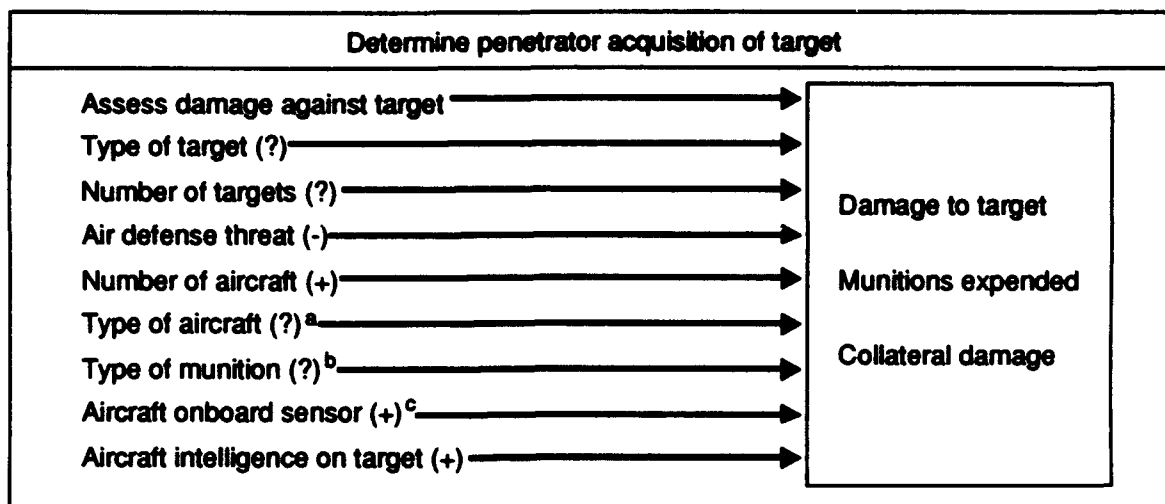 Determine penetrator acquisition of target
Assess damage against target
Type of target (?)
Number of targets (?)
Air defense threat (-)
Number of aircraft (+)
Type of aircraft (?) a
Type of munition (?) b
Aircraft onboard sensor (+) c
Aircraft intelligence on target (+)
Damage to target
Munitions expended
Collateral damage